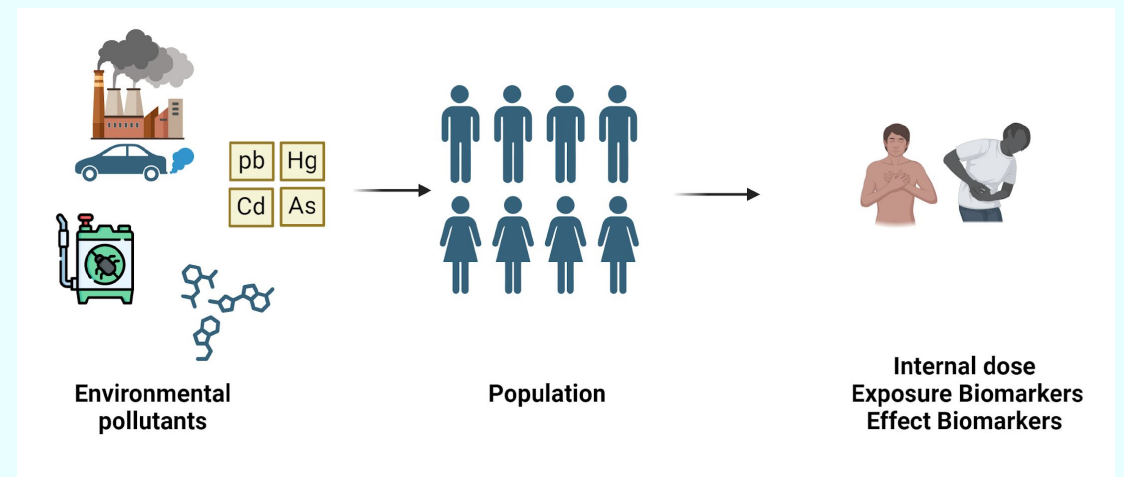 pb Hg
Cd As
Environmental
pollutants
Population
Internal dose
Exposure Biomarkers
Effect Biomarkers